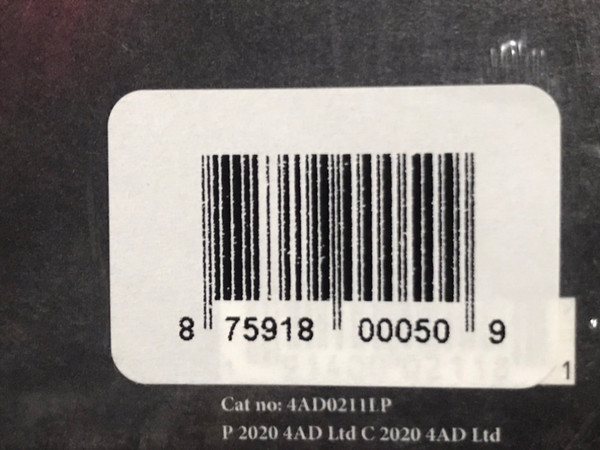 8 75918 00050 9
1
Cat no: 4AD0211LP
P 2020 4AD Ltd C 2020 4AD Ltd